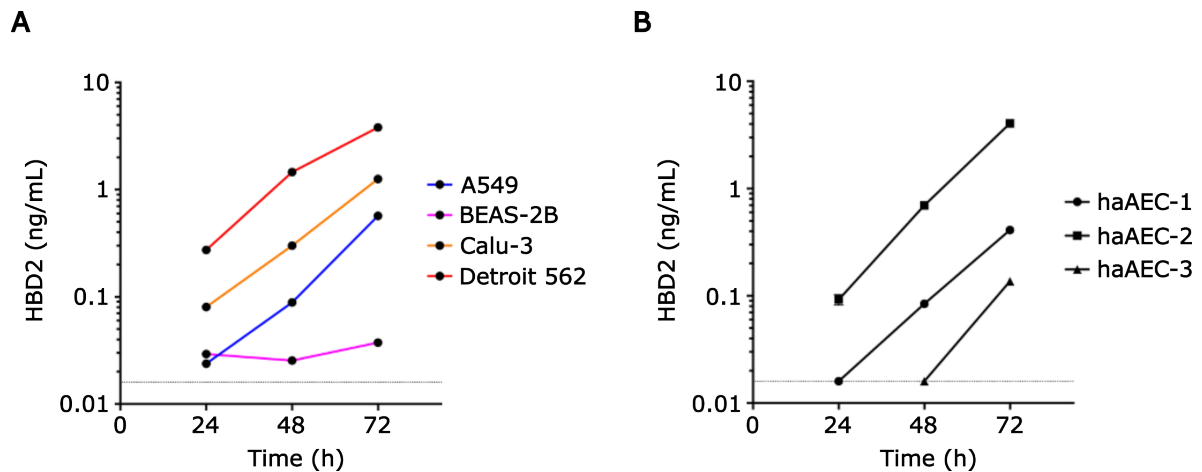 A
B
HBD2 (ng/mL)
10
1
0.1
0.01
0
24
48
72
Time (h)
A549
BEAS-2B
Calu-3
Detroit 562
HBD2 (ng/mL)
10
1
0.1
0.01
0
24
48
72
Time (h)
haAEC-1
haAEC-2
haAEC-3